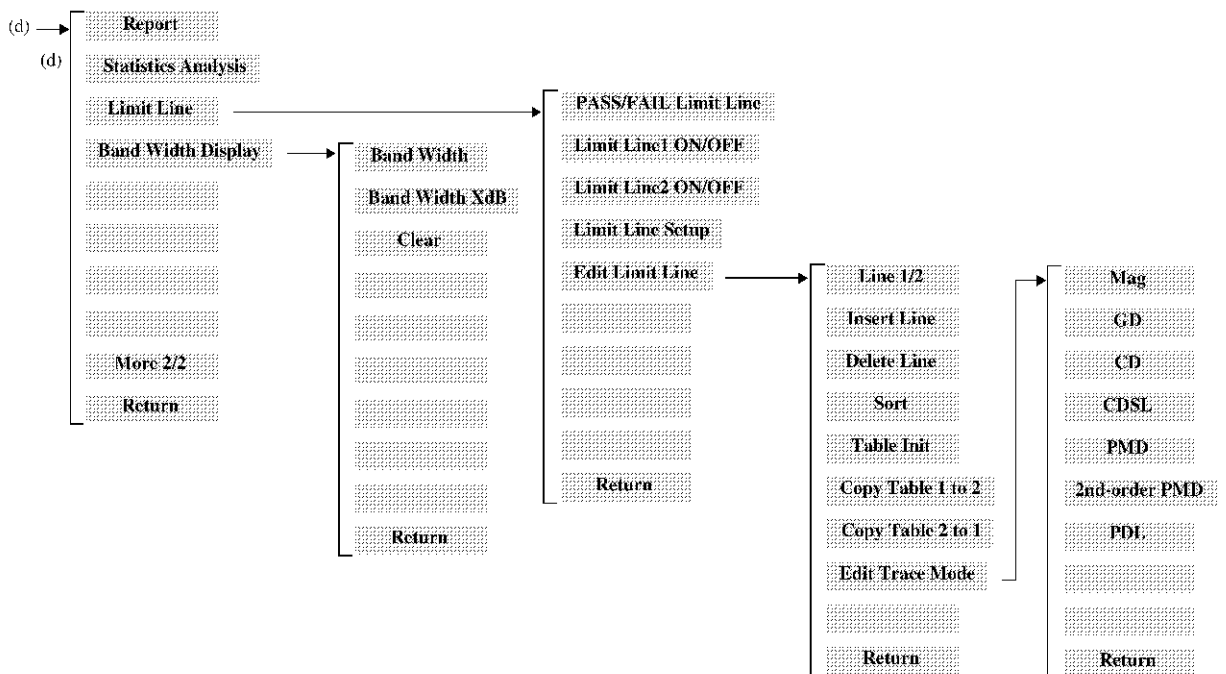 (d)
(d)
Report
Statistics Analysis
Limit Line
Band Width Display
More 2/2
Return
Band Width
Band Width XdB
Clear
Return
PASS/FAIL Limit Line
Limit Line1 ON/OFF
Limit Line2 ON/OFF
Limit Line Setup
Edit Limit Line
Return
Line 1/2
Insert Line
Delete Line
Sort
Table Init
Copy Table 1 to 2
Copy Table 2 to 1
Edit Trace Mode
Return
Mag
GD
CD
CDSL
PMD
2nd-order PMD
PDL
Return